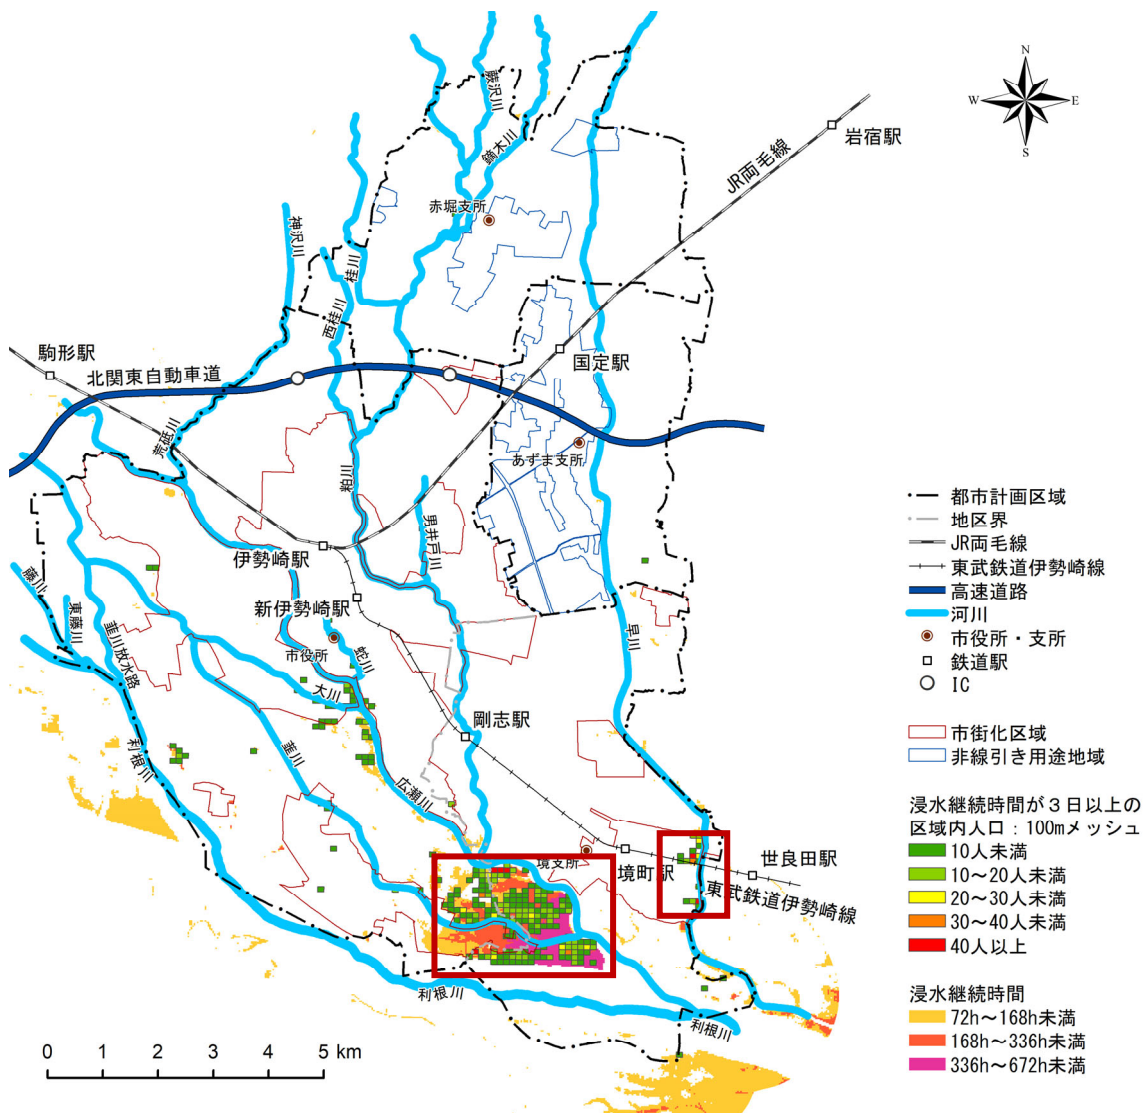 N
W
E
S
蕨沢川
鏑木川
岩宿駅
JR両毛線
赤堀支所
神沢川
桂川
西桂川
駒形駅
北関東自動車道
国定駅
荒砥川
粕川
あずま支所
男井戸川
伊勢崎駅
藤川
東藤川
韮川放水路
新伊勢崎駅
市役所
蛇川
早川
大川
剛志駅
利根川
韮川
広瀬川
境支所
境町駅
世良田駅
東武鉄道伊勢崎線
利根川
利根川
0 1 2 3 4 5 km
都市計画区域
地区界
JR両毛線
東武鉄道伊勢崎線
高速道路
河川
市役所・支所
鉄道駅
IC
市街化区域
非線引き用途地域
浸水継続時間が3日以上の
区域内人口:100mメッシュ
10人未満
10~20人未満
20~30人未満
30~40人未満
40人以上
浸水継続時間
72h~168h未満
168h~336h未満
336h~672h未満